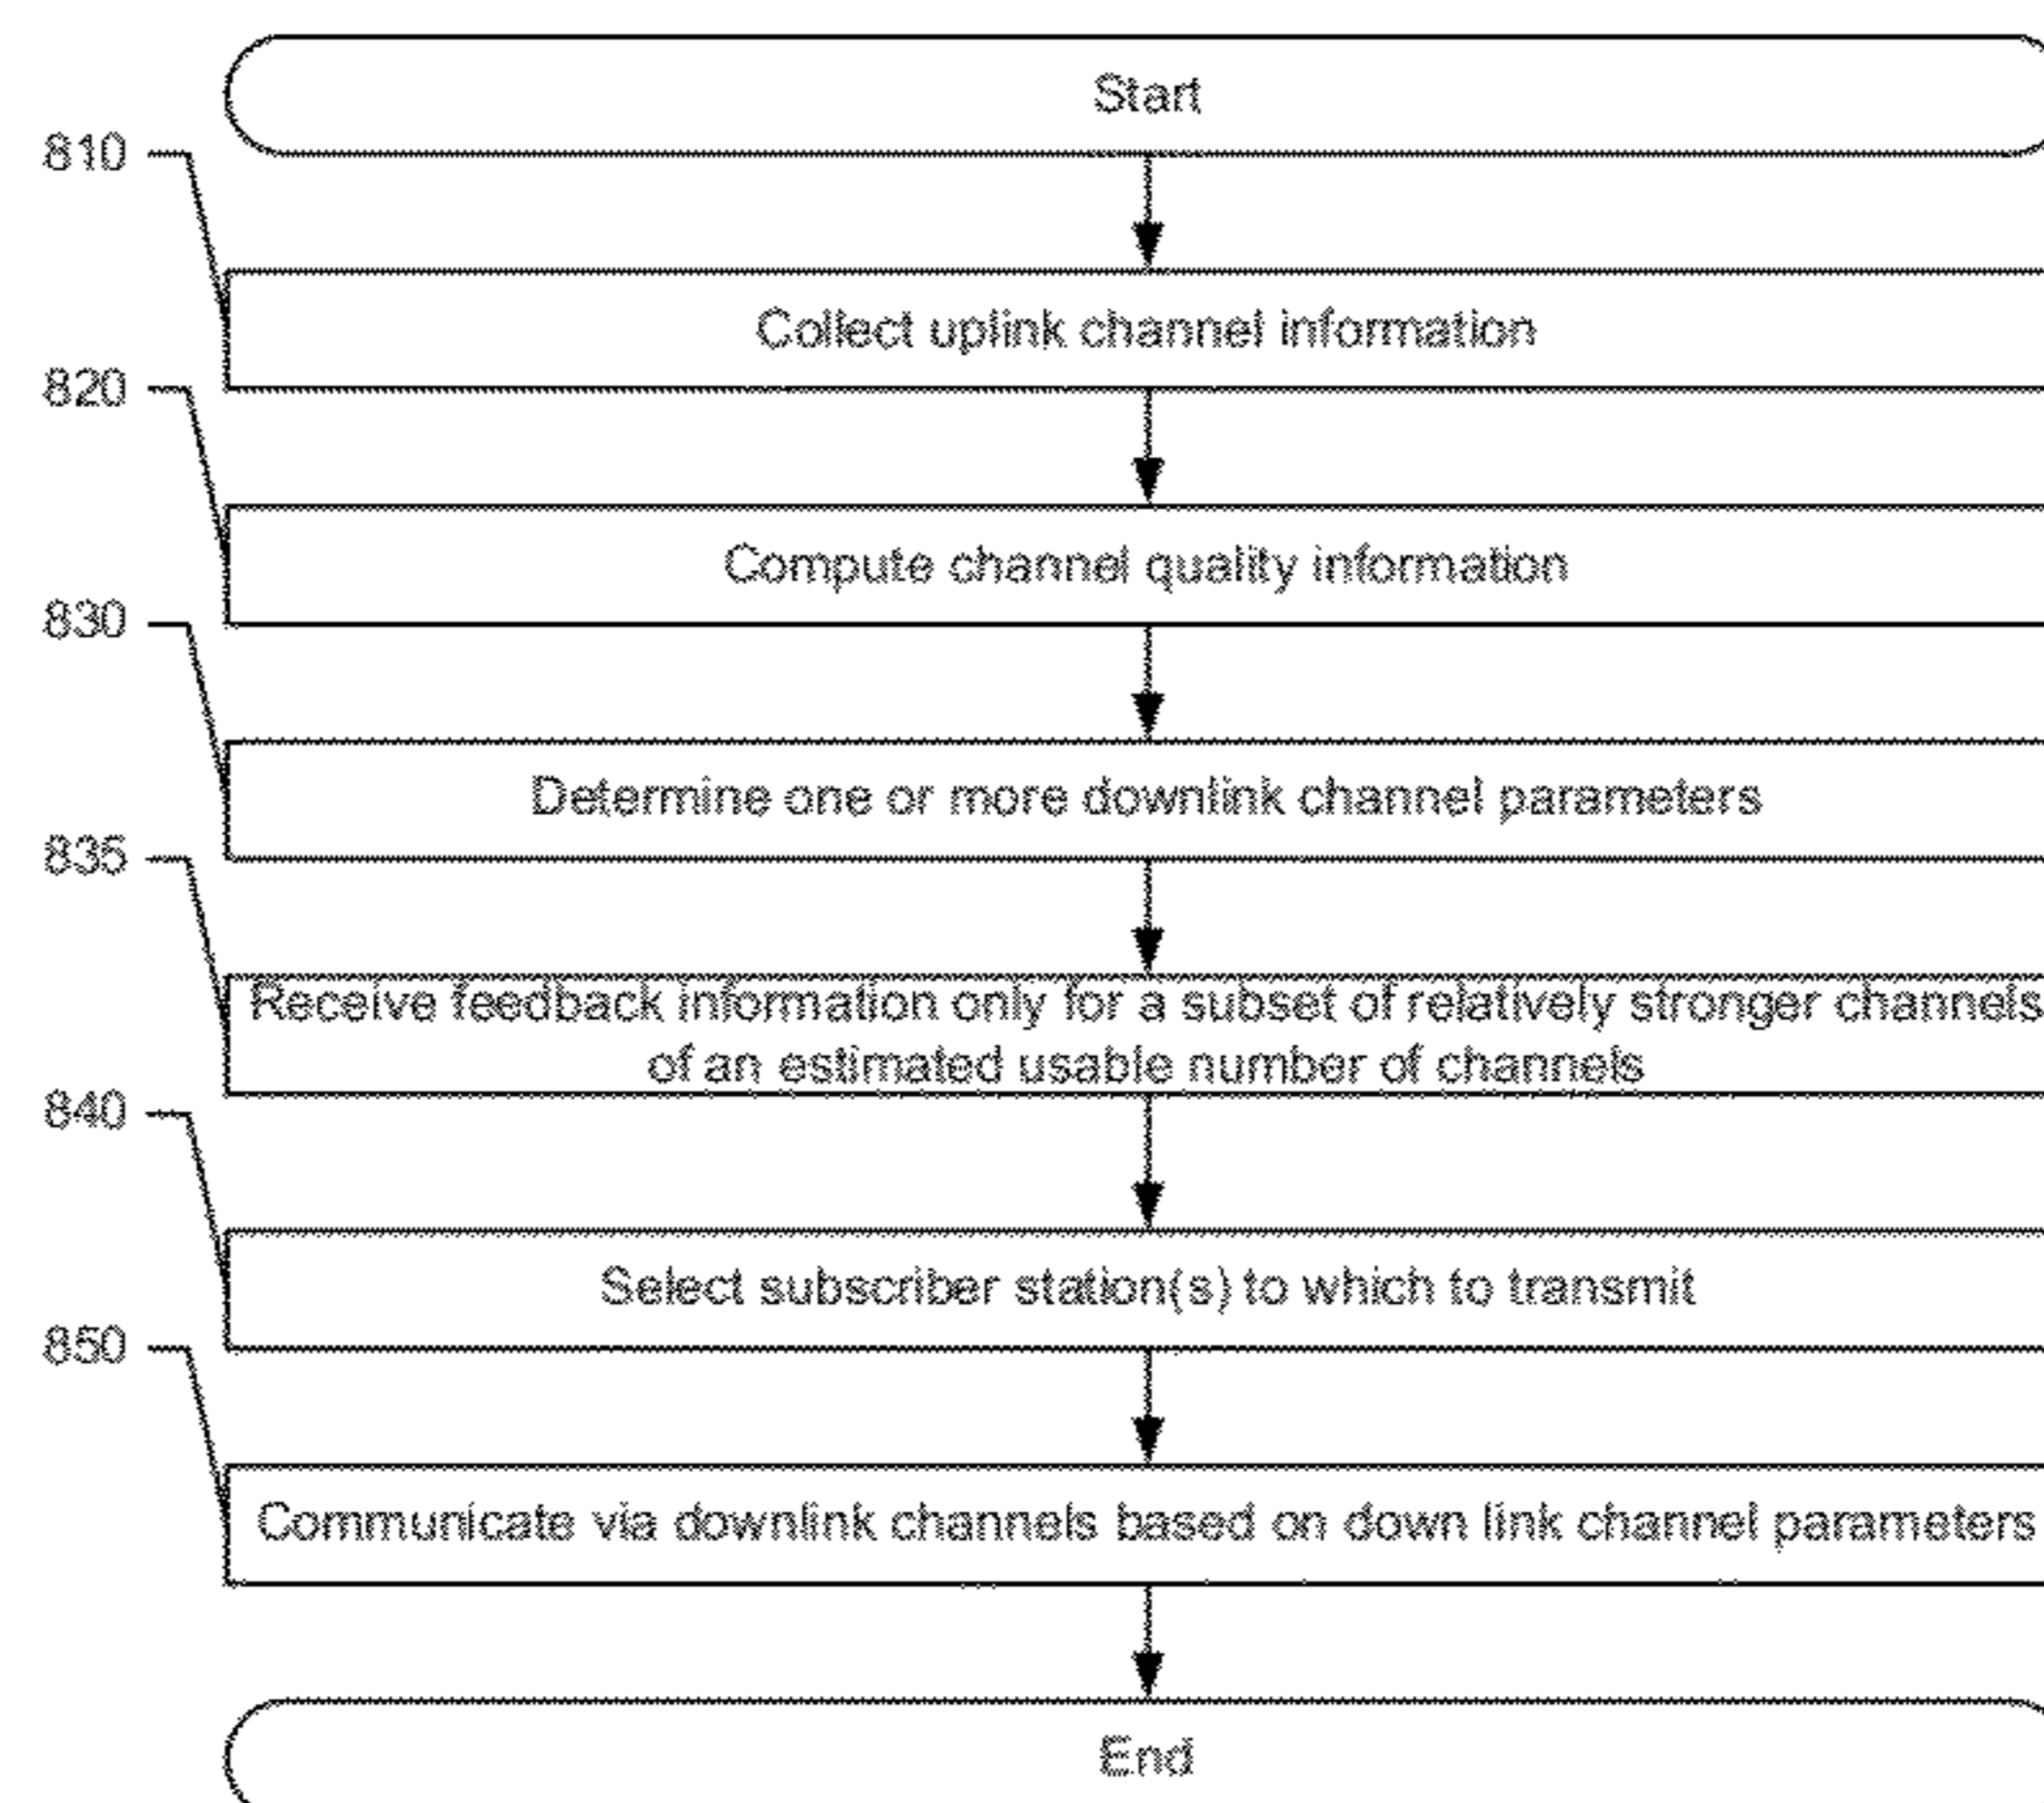 Start
810
Collect uplink channel information
820
Compute channel quality information
830
Determine one or more downlink channel parameters
835
Receive feedback information only for a subset of relatively stronger channels
of an estimated usable number of channels
840
Select subscriber station(s) to which to transmit
850
Communicate via downlink channels based on down link channel parameters
End